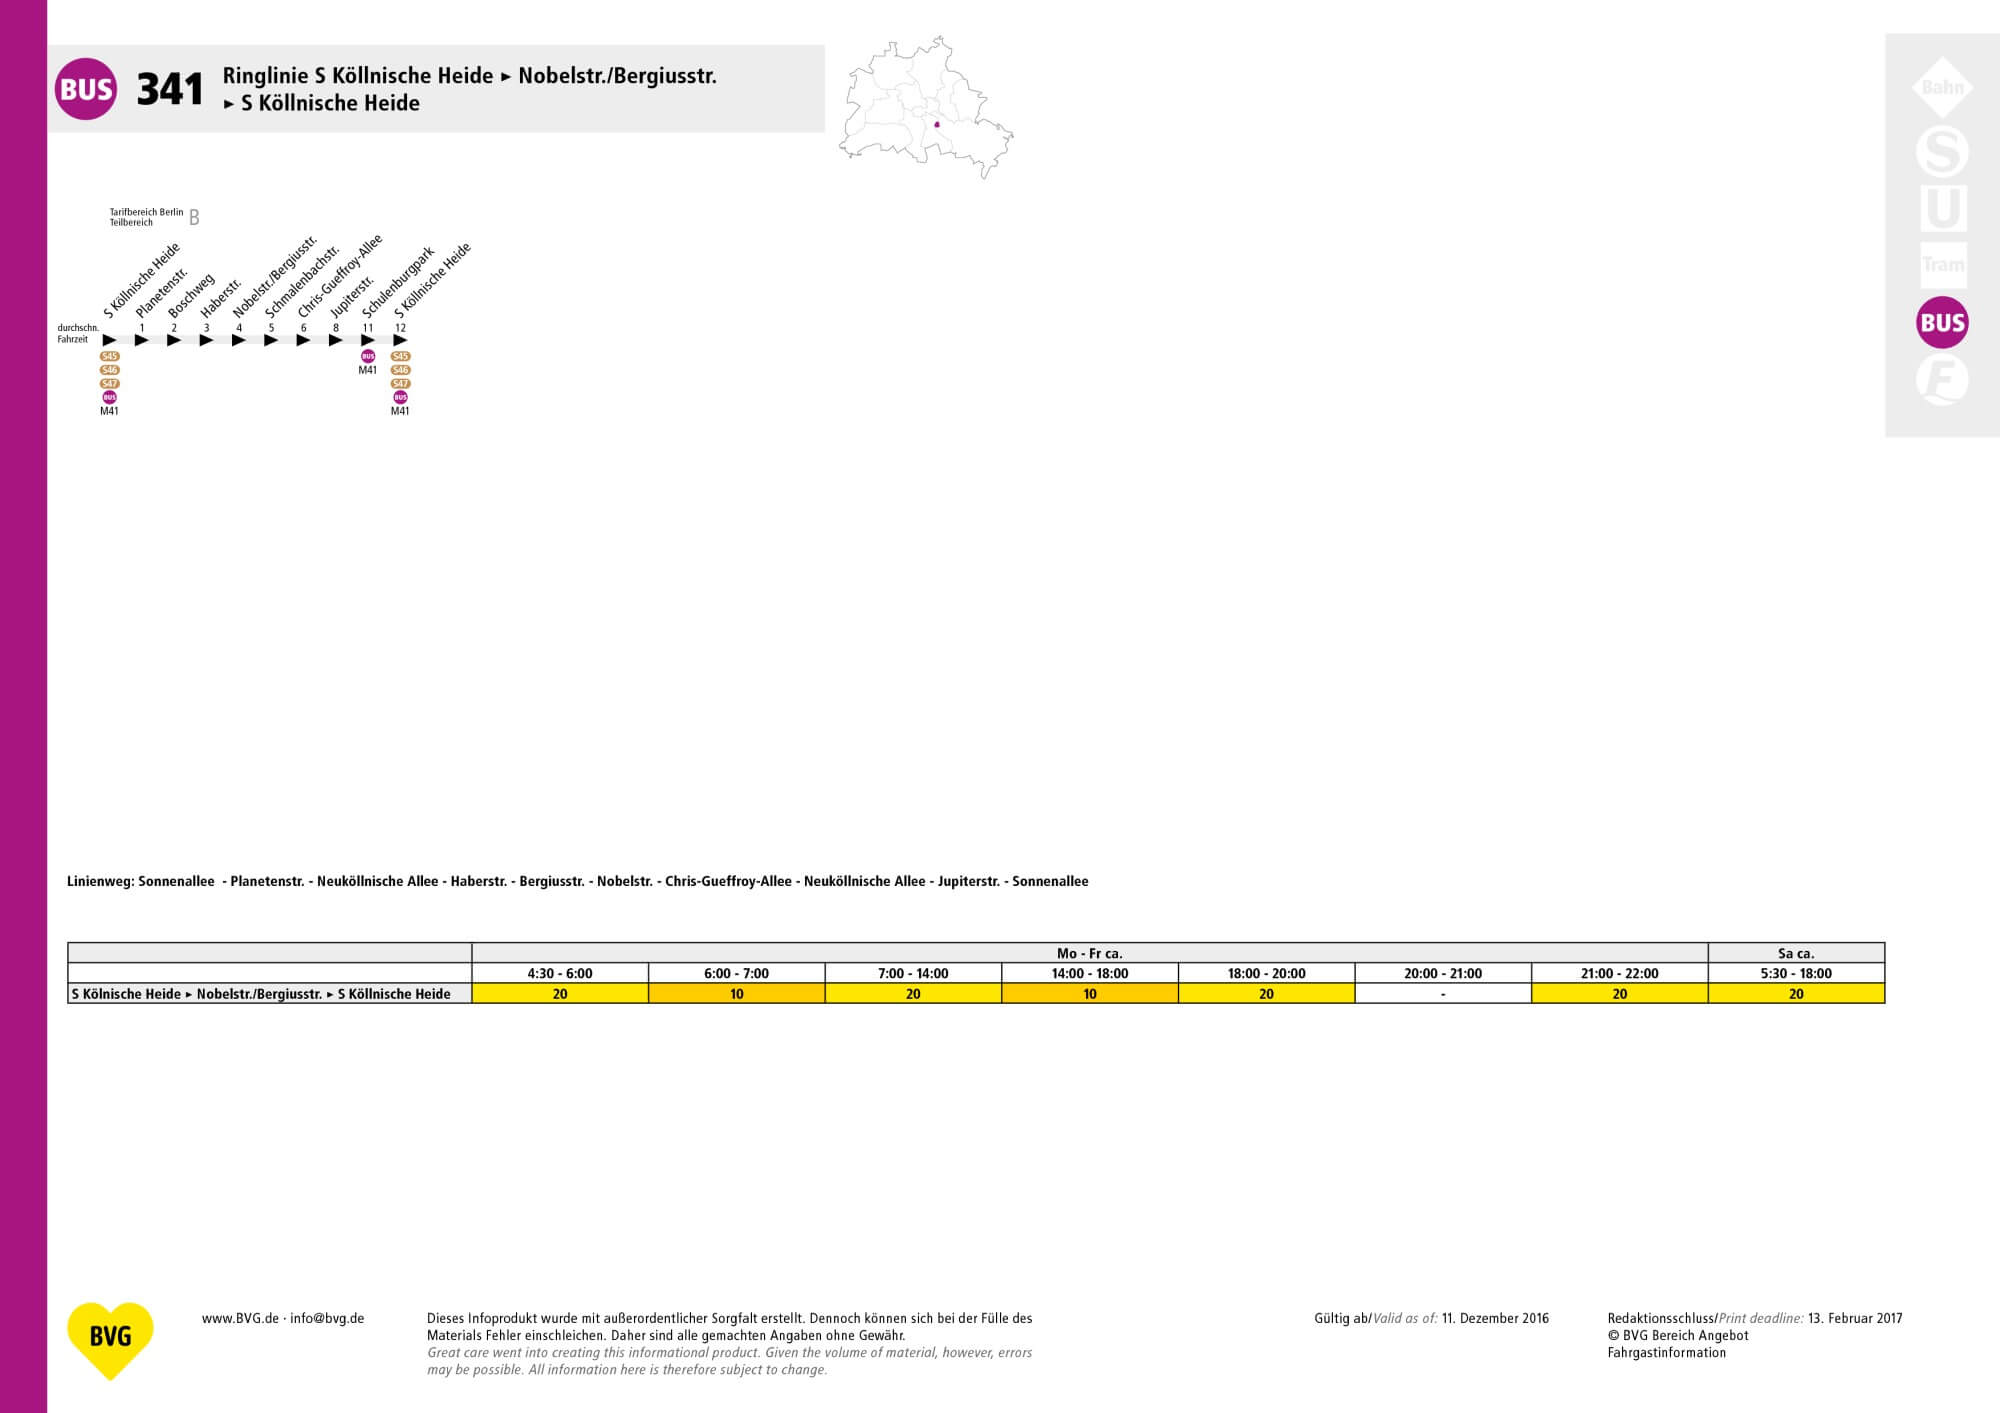 BUS 341 Ringlinie S Köllnische Heide ▸ Nobelstr./Bergiusstr.
▸ S Köllnische Heide
Bahn
S
U
Tram
BUS
F
Tarifbereich Berlin B
Teilbereich
S Köllnische Heide
Planetenstr.
Boschweg
Haberstr.
Nobelstr./Bergiusstr.
Schmalenbachstr.
Chris-Gueffroy-Allee
Jupiterstr.
Schulenburgpark
S Köllnische Heide
durchschn. 1 2 3 4 5 6 8 11 12
Fahrzeit
S45 BUS S45
S46 M41 S46
S47 S47
BUS BUS
M41 M41
Linienweg: Sonnenallee - Planetenstr. - Neuköllnische Allee - Haberstr. - Bergiusstr. - Nobelstr. - Chris-Gueffroy-Allee - Neuköllnische Allee - Jupiterstr. - Sonnenallee
Mo - Fr ca. Sa ca.
4:30 - 6:00 6:00 - 7:00 7:00 - 14:00 14:00 - 18:00 18:00 - 20:00 20:00 - 21:00 21:00 - 22:00 5:30 - 18:00
S Kölnische Heide ▸ Nobelstr./Bergiusstr. ▸ S Köllnische Heide 20 10 20 10 20 - 20 20
BVG
www.BVG.de · info@bvg.de
Dieses Infoprodukt wurde mit außerordentlicher Sorgfalt erstellt. Dennoch können sich bei der Fülle des
Materials Fehler einschleichen. Daher sind alle gemachten Angaben ohne Gewähr.
Great care went into creating this informational product. Given the volume of material, however, errors
may be possible. All information here is therefore subject to change.
Gültig ab/Valid as of: 11. Dezember 2016
Redaktionsschluss/Print deadline: 13. Februar 2017
© BVG Bereich Angebot
Fahrgastinformation